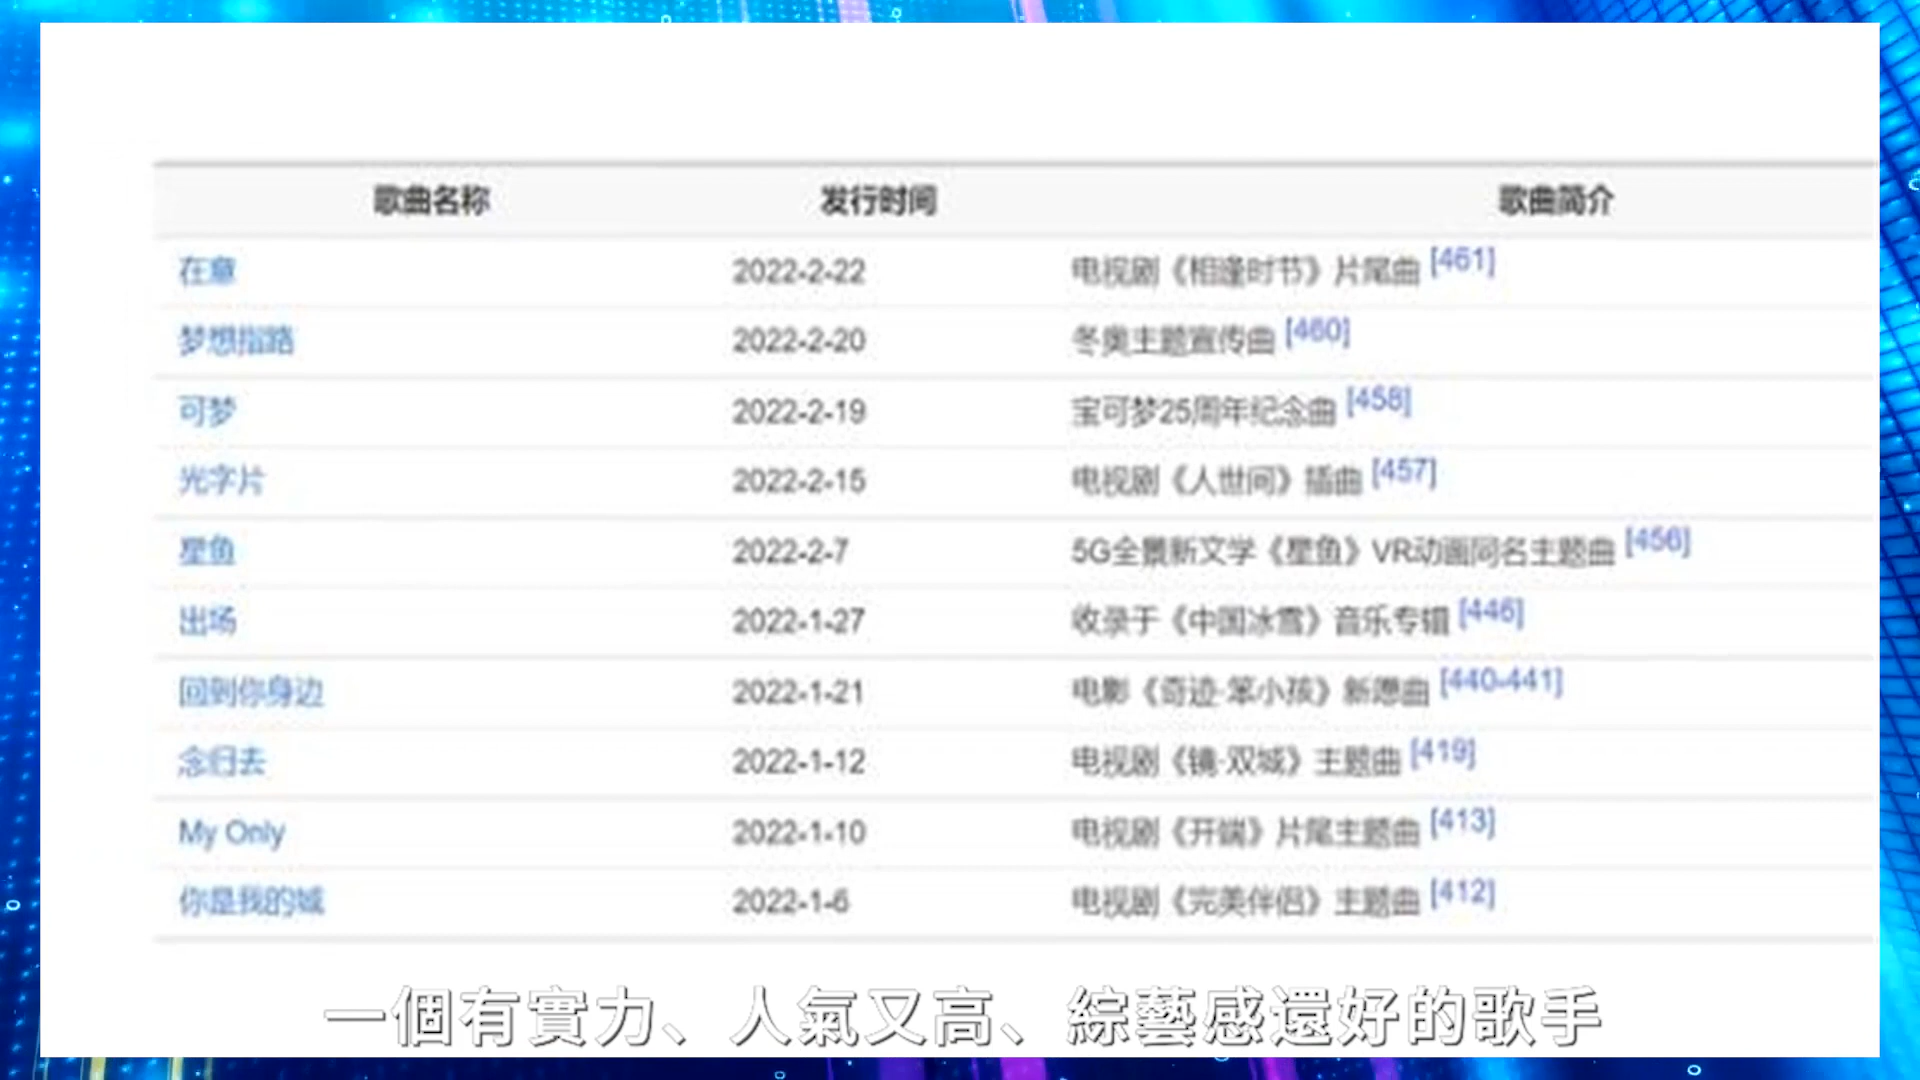 歌曲名称 发行时间 歌曲简介
在意 2022-2-22 电视剧《相逢时节》片尾曲 [461]
梦想指路 2022-2-20 冬奥主题宣传曲 [460]
可梦 2022-2-19 宝可梦25周年纪念曲 [458]
光字片 2022-2-15 电视剧《人世间》插曲 [457]
星鱼 2022-2-7 5G全景新文学《星鱼》VR动画同名主题曲 [456]
出场 2022-1-27 收录于《中国冰雪》音乐专辑 [446]
回到你身边 2022-1-21 电影《奇迹·笨小孩》新愿曲 [440-441]
念归去 2022-1-12 电视剧《镜·双城》主题曲 [419]
My Only 2022-1-10 电视剧《开端》片尾主题曲 [413]
你是我的城 2022-1-6 电视剧《完美伴侣》主题曲 [412]
一個有實力、人氣又高、綜藝感還好的歌手